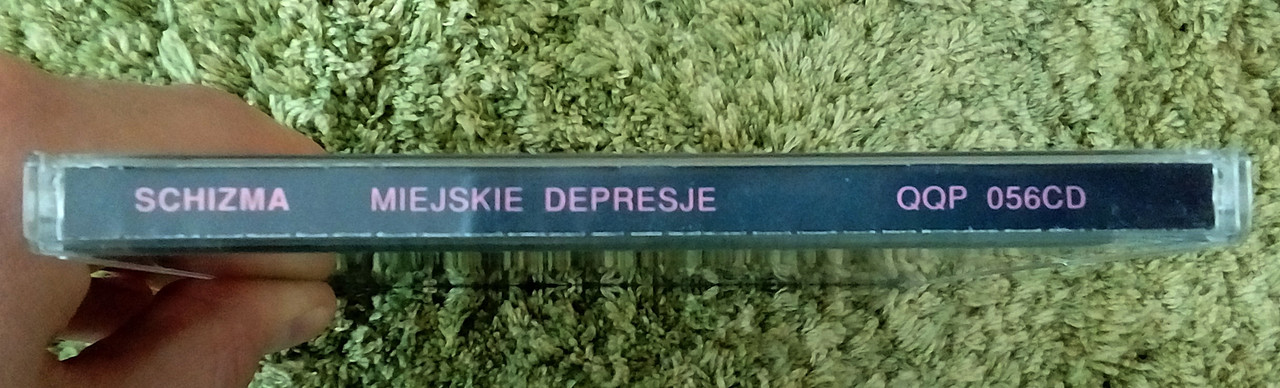 SCHIZMA MIEJSKIE DEPRESJE QQP 056CD